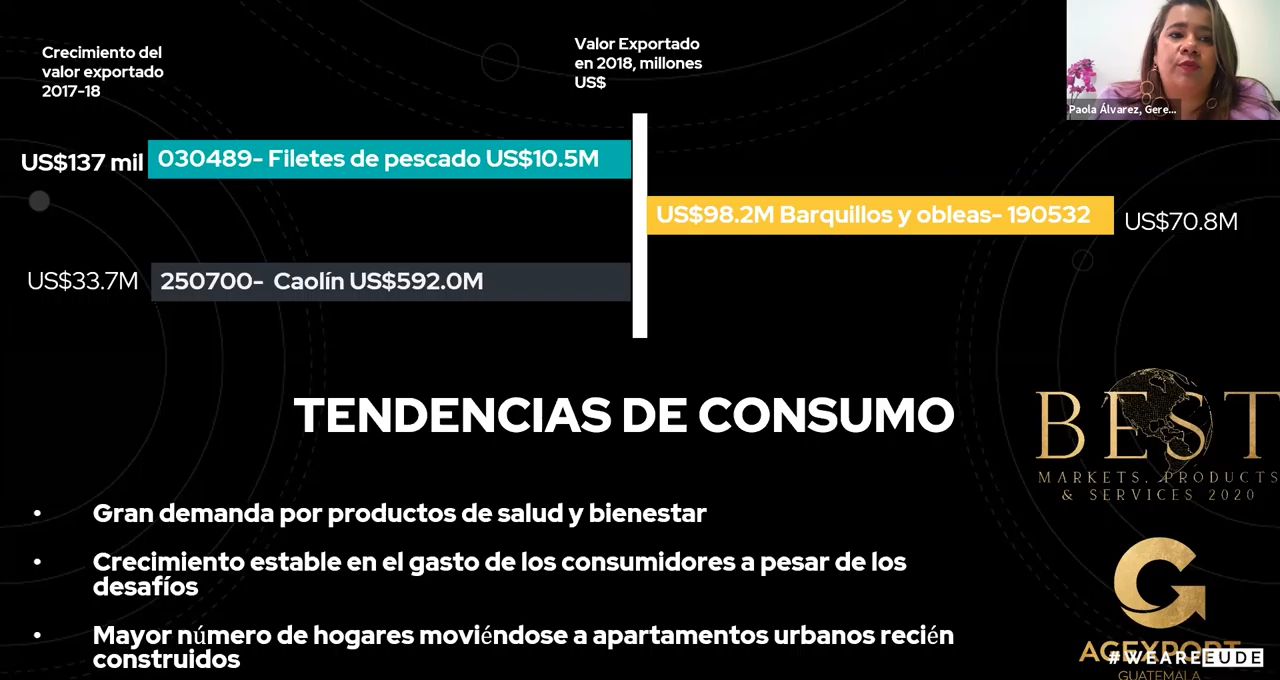 Crecimiento del
valor exportado
2017-18
Valor Exportado
en 2018, millones
US$
Paola Álvarez, Gere...
US$137 mil
030489- Filetes de pescado US$10.5M
US$98.2M Barquillos y obleas- 190532
US$70.8M
US$33.7M
250700- Caolín US$592.0M
TENDENCIAS DE CONSUMO
BEST
MARKETS, PRODUCTS
& SERVICES 2020
• Gran demanda por productos de salud y bienestar
• Crecimiento estable en el gasto de los consumidores a pesar de los
desafíos
• Mayor número de hogares moviéndose a apartamentos urbanos recién
construidos
AGEXPORT
#WEAREEUDE
GUATEMALA